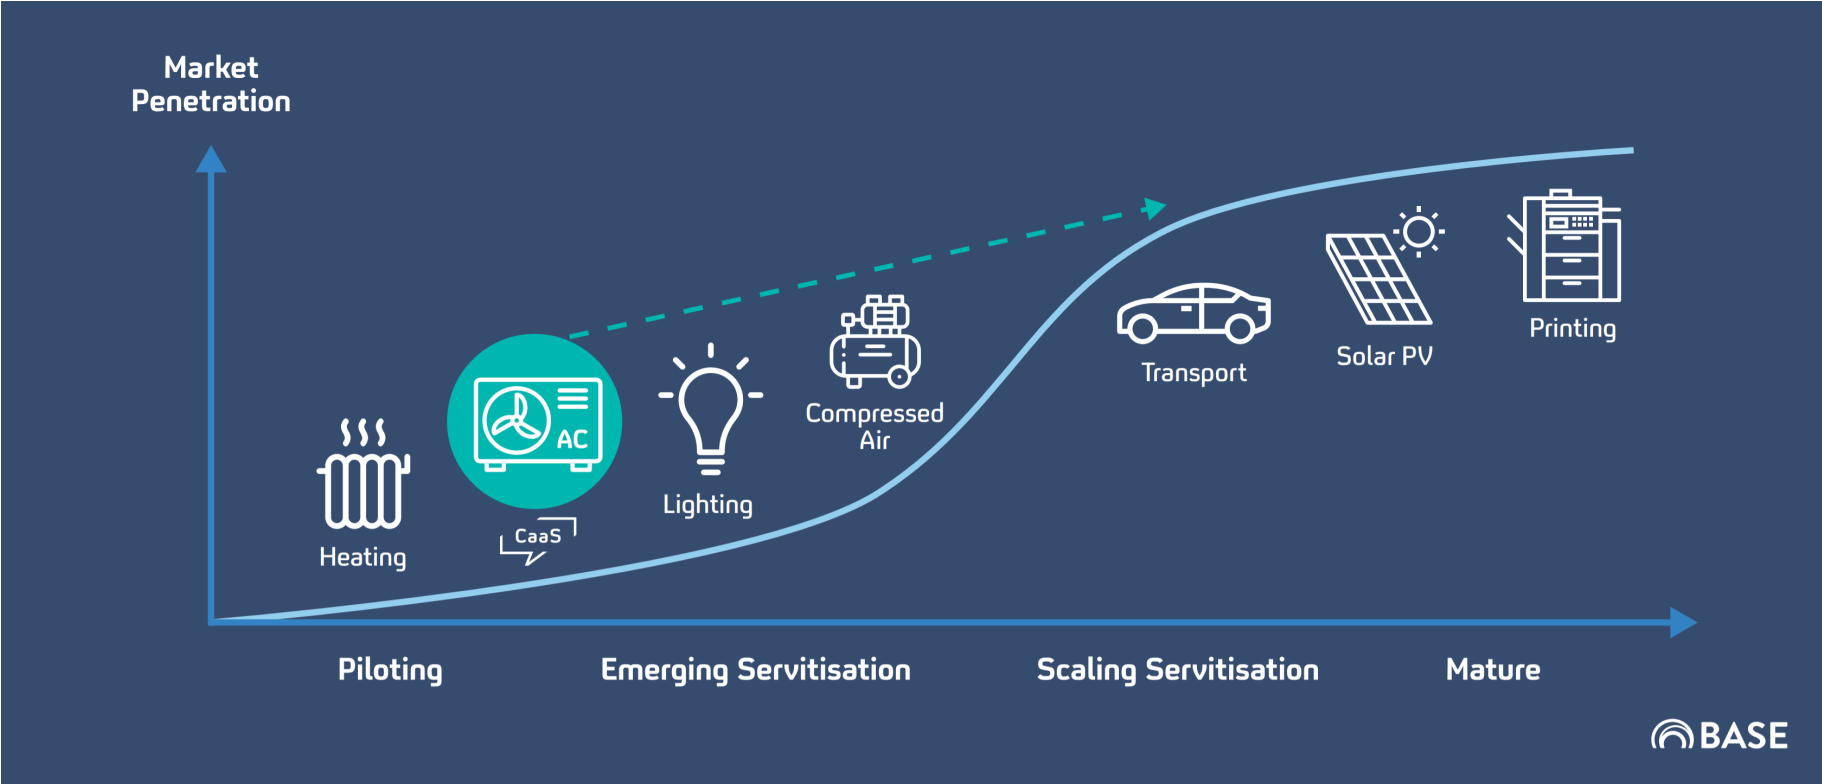 Market
Penetration
Heating
AC
CaaS
Lighting
Compressed
Air
Transport
Solar PV
Printing
Piloting
Emerging Servitisation
Scaling Servitisation
Mature
BASE